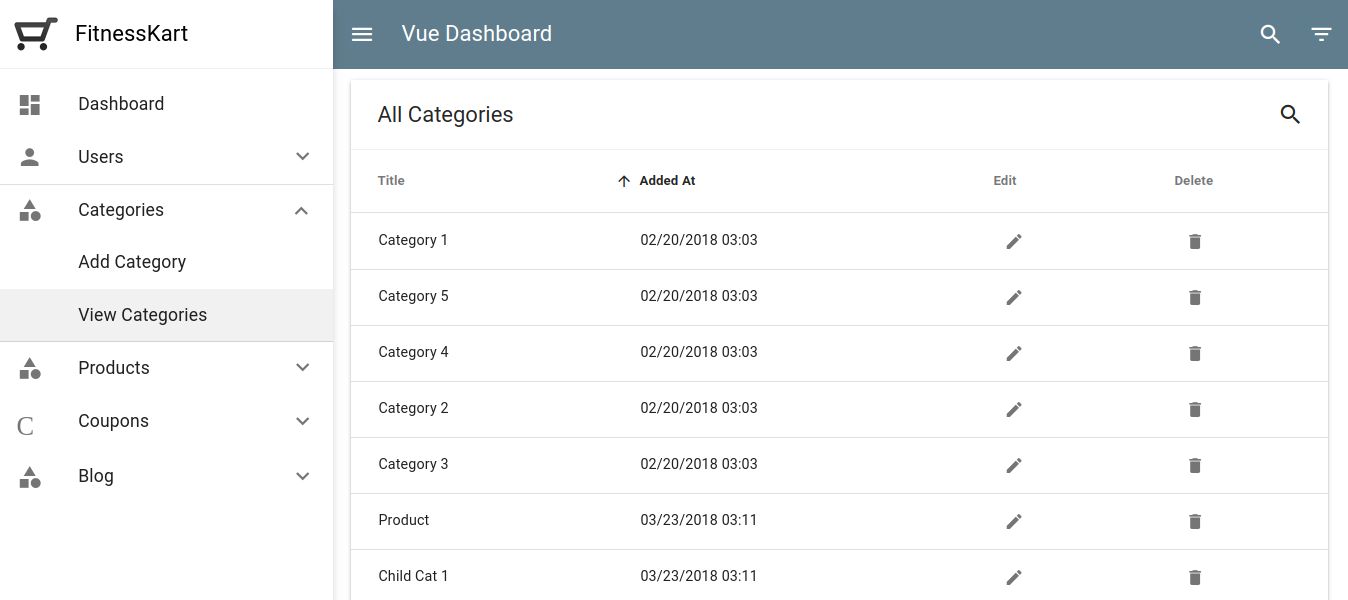 FitnessKart
Vue Dashboard
Dashboard
Users
Categories
Add Category
View Categories
Products
C Coupons
Blog
All Categories
Title Added At Edit Delete
Category 1 02/20/2018 03:03
Category 5 02/20/2018 03:03
Category 4 02/20/2018 03:03
Category 2 02/20/2018 03:03
Category 3 02/20/2018 03:03
Product 03/23/2018 03:11
Child Cat 1 03/23/2018 03:11